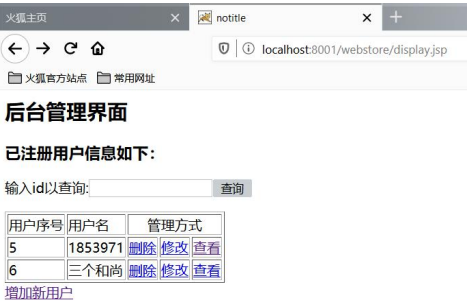 火狐主页 × notitle × +
localhost:8001/webstore/display.jsp
火狐官方站点 常用网址
后台管理界面
已注册用户信息如下：
输入id以查询: 查询
用户序号 用户名 管理方式
5 1853971 删除 修改 查看
6 三个和尚 删除 修改 查看
增加新用户